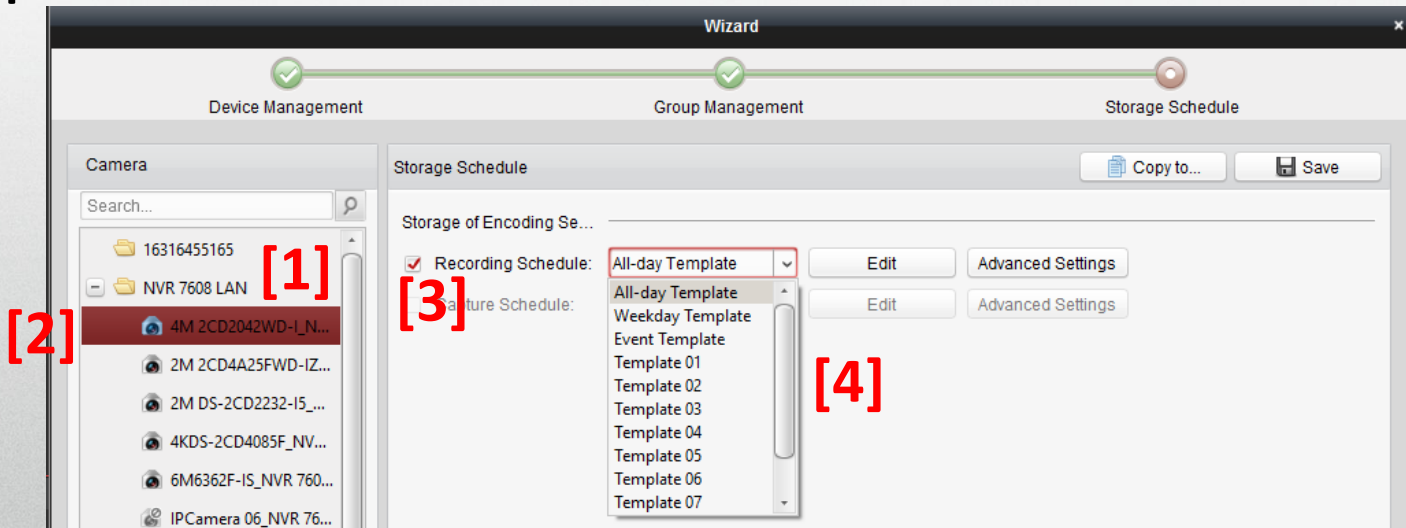 Wizard
Device Management
Group Management
Storage Schedule
Camera
Storage Schedule
Copy to...
Save
Search...
Storage of Encoding Se...
16316455165
[1]
Recording Schedule:
All-day Template
Edit
Advanced Settings
NVR 7608 LAN
[3]
Capture Schedule:
Edit
Advanced Settings
[2]
4M 2CD2042WD-I_N...
2M 2CD4A25FWD-IZ...
2M DS-2CD2232-I5_...
4KDS-2CD4085F_NV...
6M6362F-IS_NVR 760...
IPCamera 06_NVR 76...
All-day Template
Weekday Template
Event Template
Template 01
Template 02
Template 03
Template 04
Template 05
Template 06
Template 07
[4]